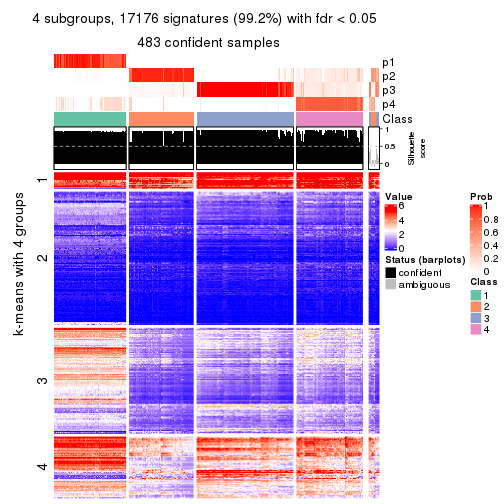 4 subgroups, 17176 signatures (99.2%) with fdr < 0.05
483 confident samples
p1
p2
p3
p4
Class
1
0.5
0
Silhouette
score
k-means with 4 groups
1
2
3
4
Value
6
4
2
0
Status (barplots)
confident
ambiguous
Prob
1
0.8
0.6
0.4
0.2
0
Class
1
2
3
4